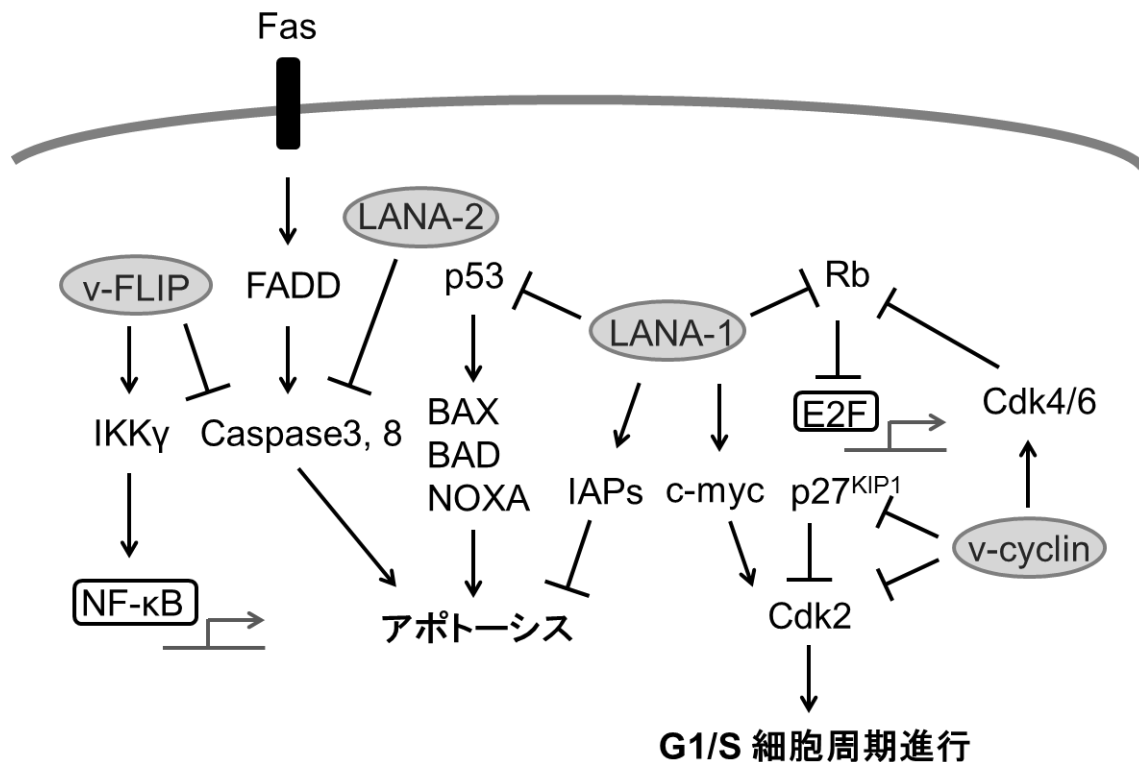 Fas
LANA-2
v-FLIP
FADD
p53
Rb
LANA-1
IKKγ
Caspase3, 8
BAX
BAD
NOXA
E2F
Cdk4/6
IAPs
c-myc
p27KIP1
v-cyclin
NF-κB
アポトーシス
Cdk2
G1/S 細胞周期進行